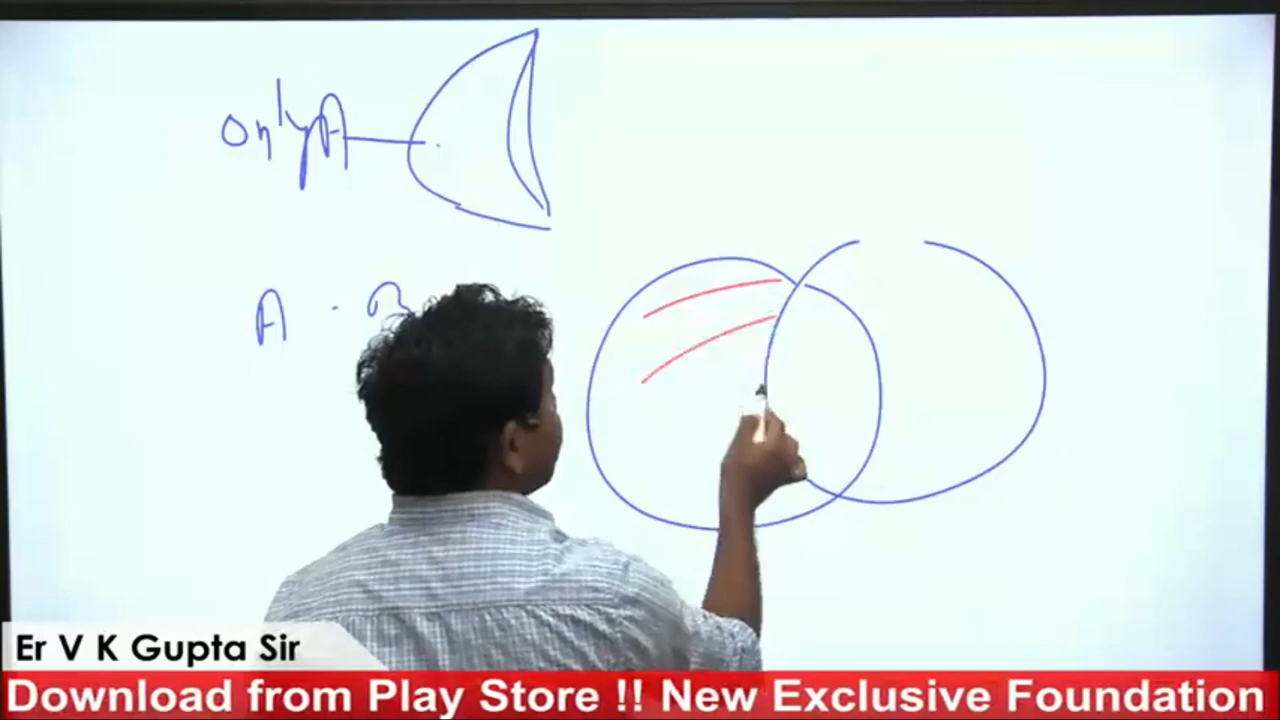 Only A
A - B
Er V K Gupta Sir
Download from Play Store !! New Exclusive Foundation